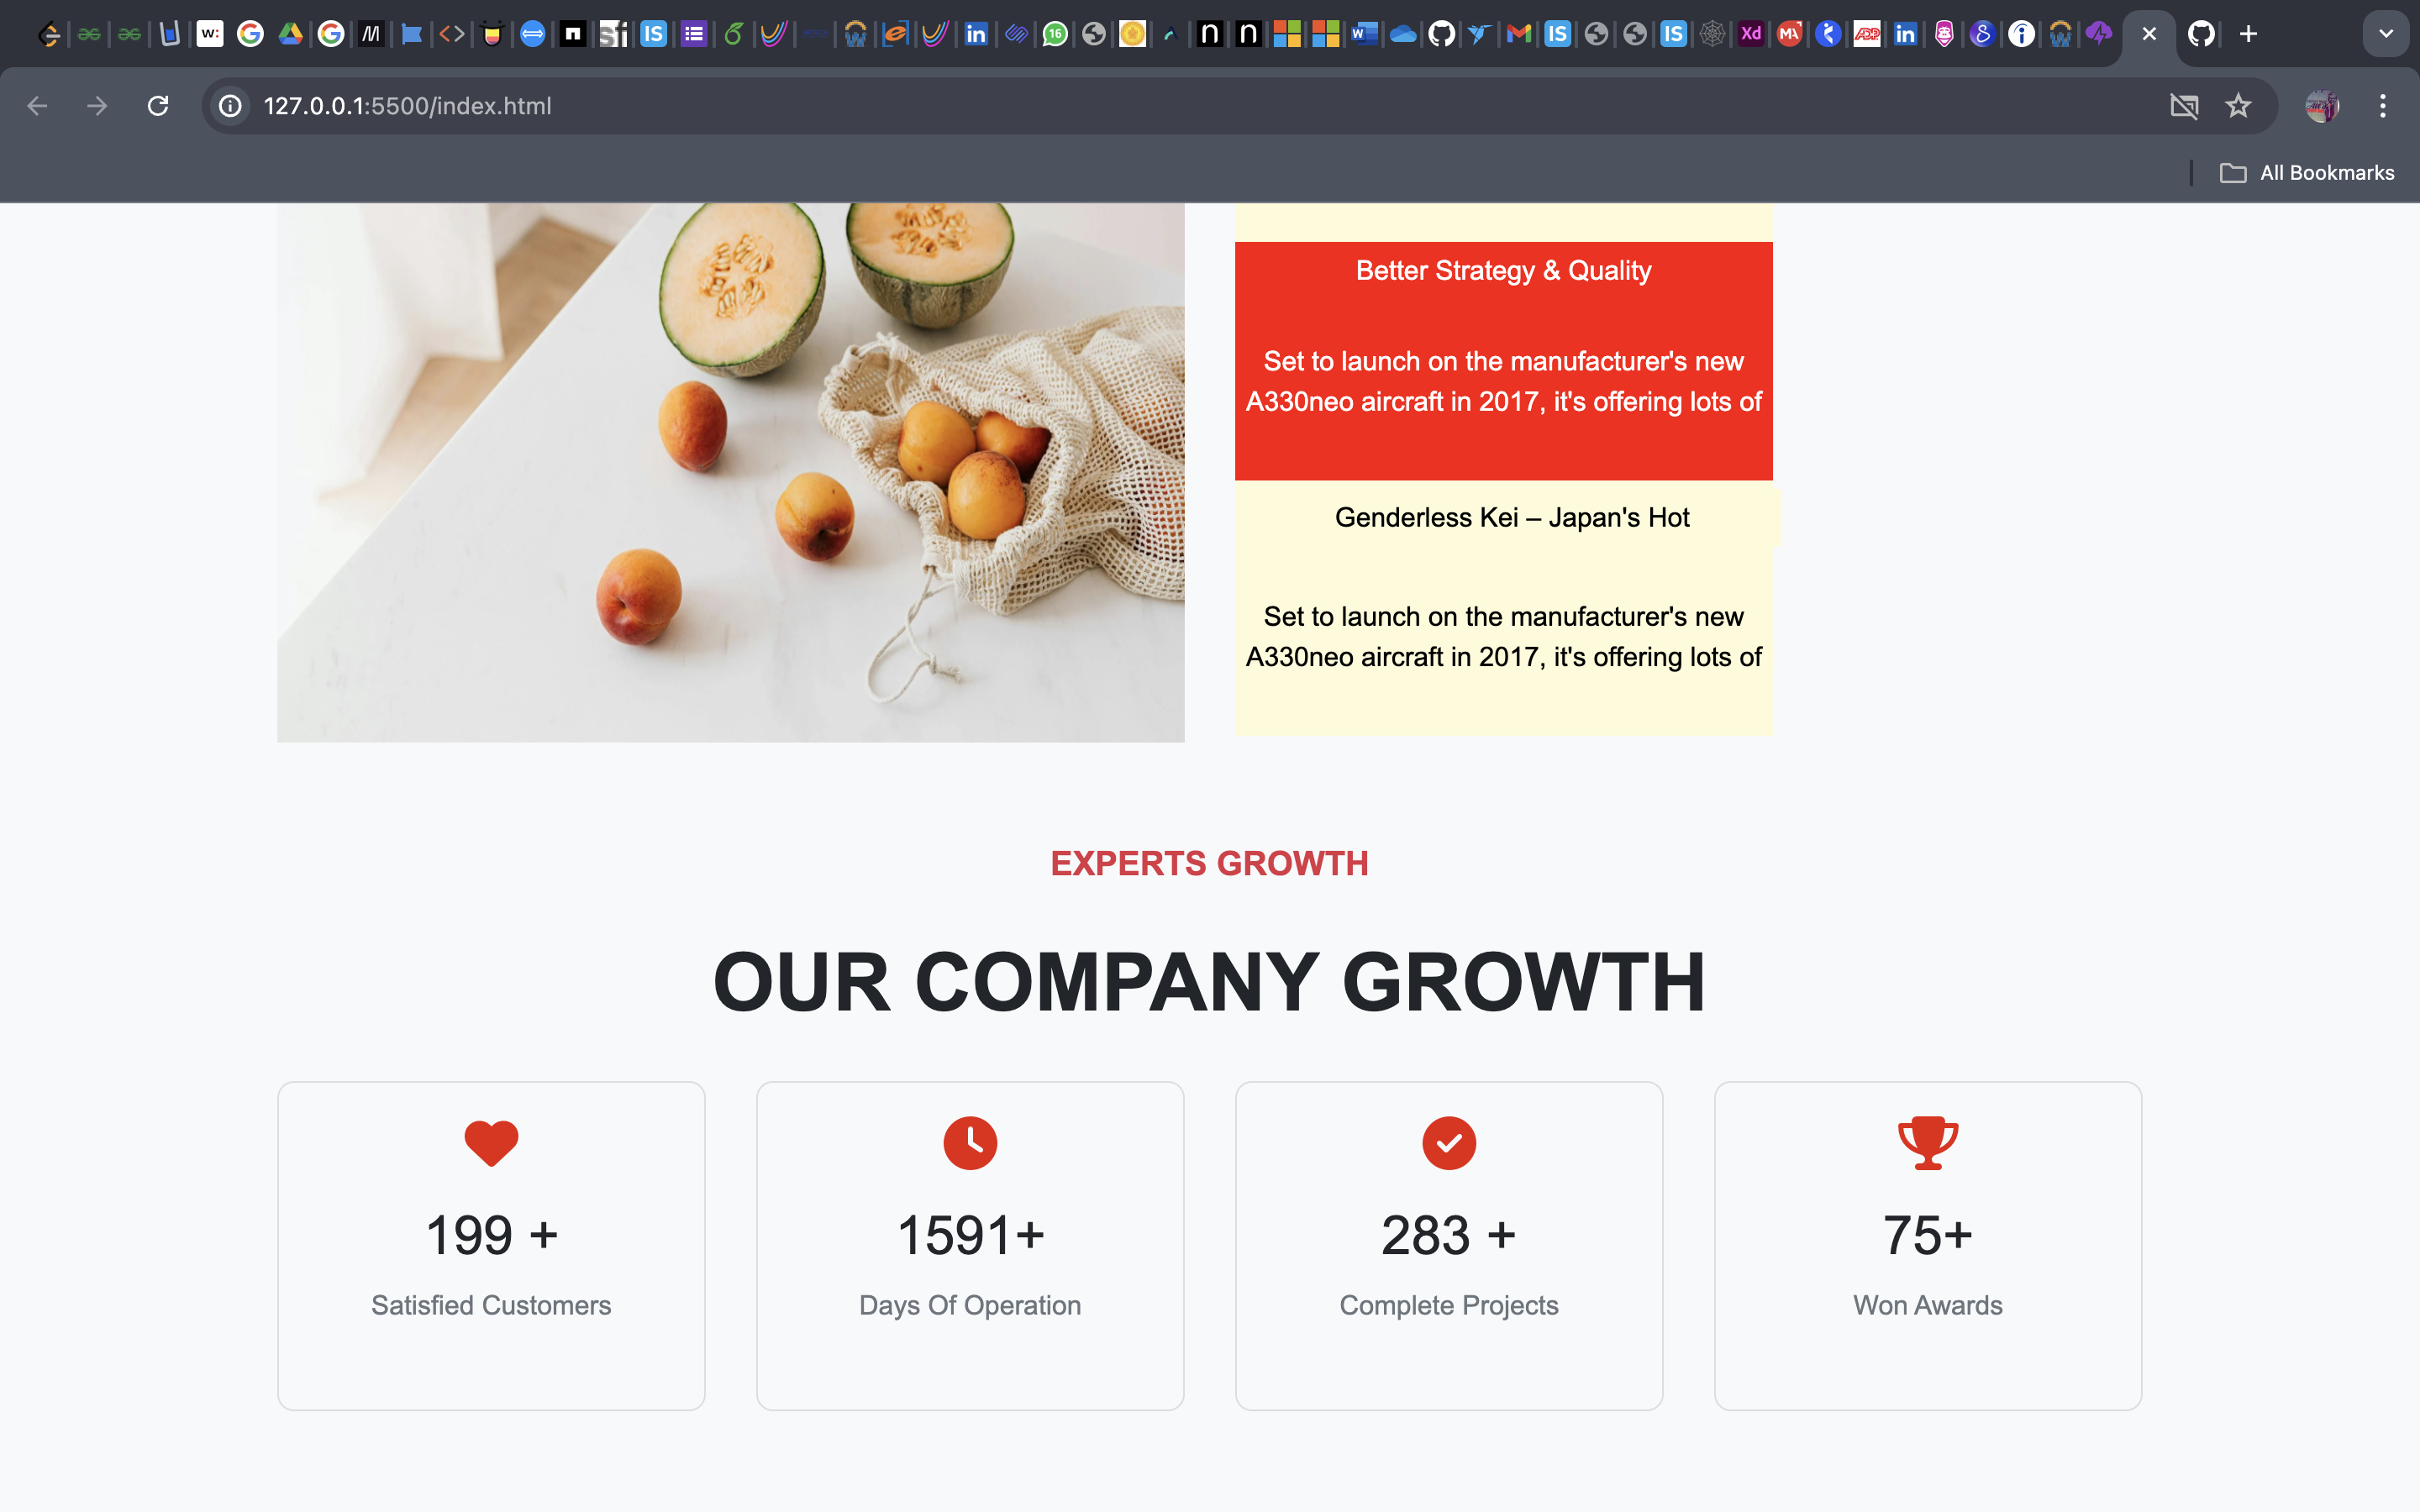 127.0.0.1:5500/index.html
All Bookmarks
Better Strategy & Quality
Set to launch on the manufacturer's new
A330neo aircraft in 2017, it's offering lots of
Genderless Kei – Japan's Hot
Set to launch on the manufacturer's new
A330neo aircraft in 2017, it's offering lots of
EXPERTS GROWTH
OUR COMPANY GROWTH
199 +
1591+
283 +
75+
Satisfied Customers
Days Of Operation
Complete Projects
Won Awards